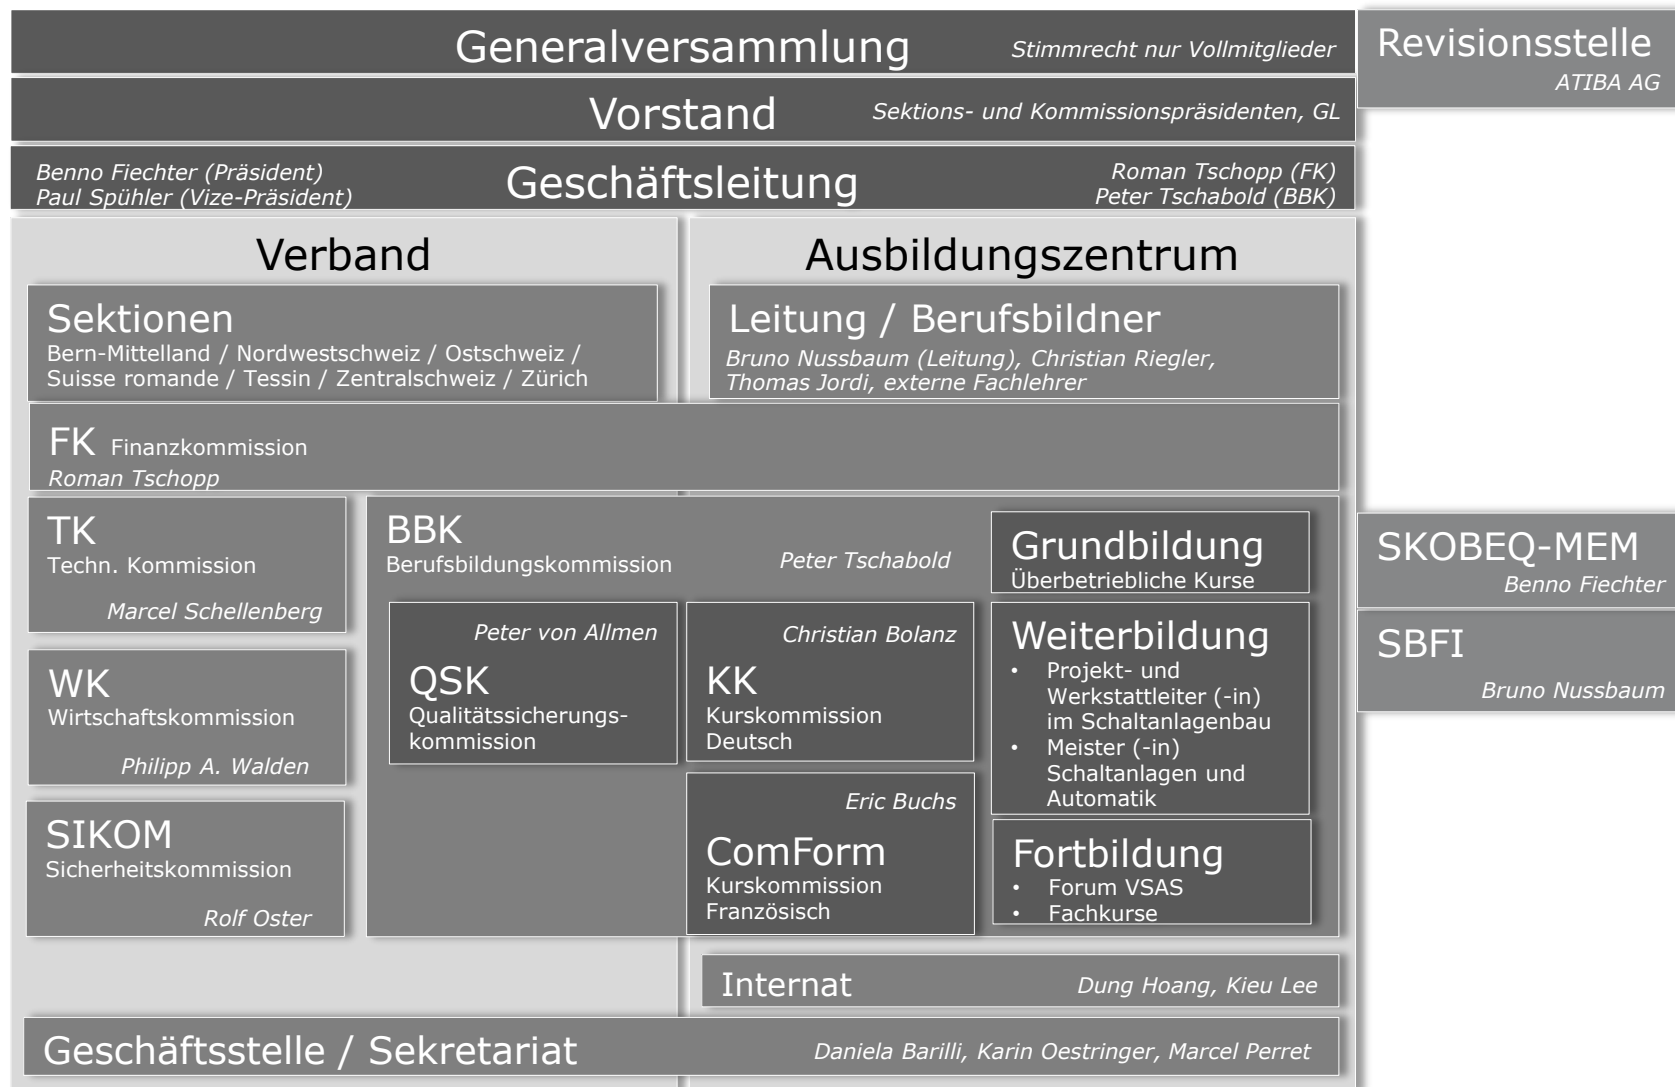 Generalversammlung
Stimmrecht nur Vollmitglieder
Revisionsstelle
ATIBA AG
Vorstand
Sektions- und Kommissionspräsidenten, GL
Benno Fiechter (Präsident)
Paul Spühler (Vize-Präsident)
Geschäftsleitung
Roman Tschopp (FK)
Peter Tschabold (BBK)
Verband
Ausbildungszentrum
Sektionen
Bern-Mittelland / Nordwestschweiz / Ostschweiz /
Suisse romande / Tessin / Zentralschweiz / Zürich
Leitung / Berufsbildner
Bruno Nussbaum (Leitung), Christian Riegler,
Thomas Jordi, externe Fachlehrer
FK Finanzkommission
Roman Tschopp
TK
Techn. Kommission
Marcel Schellenberg
BBK
Berufsbildungskommission
Peter Tschabold
Grundbildung
Überbetriebliche Kurse
SKOBEQ-MEM
Benno Fiechter
SBFI
Bruno Nussbaum
Peter von Allmen
QSK
Qualitätssicherungs-
kommission
Christian Bolanz
KK
Kurskommission
Deutsch
Weiterbildung
• Projekt- und
Werkstattleiter (-in)
im Schaltanlagenbau
• Meister (-in)
Schaltanlagen und
Automatik
WK
Wirtschaftskommission
Philipp A. Walden
Eric Buchs
ComForm
Kurskommission
Französisch
Fortbildung
• Forum VSAS
• Fachkurse
SIKOM
Sicherheitskommission
Rolf Oster
Internat
Dung Hoang, Kieu Lee
Geschäftsstelle / Sekretariat
Daniela Barilli, Karin Oestringer, Marcel Perret